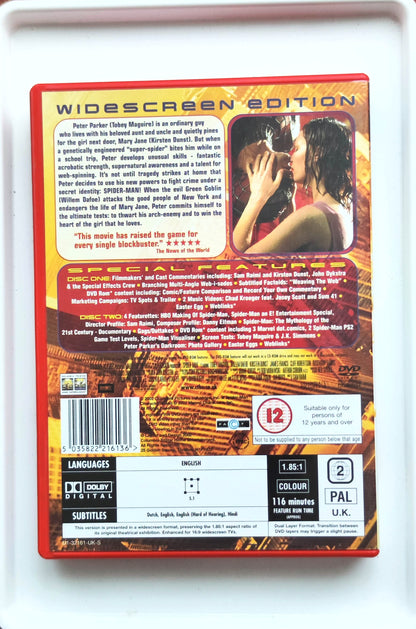 WIDESCREEN EDITION
Peter Parker (Tobey Maguire) is an ordinary guy
who lives with his beloved aunt and uncle and quietly pines
for the girl next door, Mary Jane (Kirsten Dunst). But when
a genetically engineered "super-spider" bites him while on
a school trip, Peter develops unusual skills - fantastic
acrobatic strength, supernatural awareness and a talent for
web-spinning. It's not until tragedy strikes at home that
Peter decides to use his new powers to fight crime under a
secret identity: SPIDER-MAN! When the evil Green Goblin
(Willem Dafoe) attacks the good people of New York and
endangers the life of Mary Jane, Peter commits himself to
the ultimate tests: to thwart his arch-enemy and to win the
heart of the girl that he loves.
"This movie has raised the game for
every single blockbuster." ★★★★★
The News of the World
SPECIAL FEATURES
DISC ONE: Filmmakers' and Cast Commentaries including: Sam Raimi and Kirsten Dunst, John Dykstra
& the Special Effects Crew • Branching Multi-Angle Web-i-sodes • Subtitled Factoids: "Weaving The Web"
DVD Rom* content including: Comic/Feature Comparison and Record Your Own Commentary •
Marketing Campaigns: TV Spots & Trailer • 2 Music Videos: Chad Kroeger feat. Josey Scott and Sum 41 •
Easter Egg • Weblinks*
DISC TWO: 4 Featurettes: HBO Making Of Spider-Man, Spider-Man an E! Entertainment Special,
Director Profile: Sam Raimi, Composer Profile: Danny Elfman • Spider-Man: The Mythology of the
21st Century - Documentary • Gags/Outtakes • DVD Rom* content including 3 Marvel dot.comics, 2 Spider-Man PS2
Game Test Levels, Spider-Man Visualiser • Screen Tests: Tobey Maguire & J.K. Simmons •
Peter Parker's Darkroom: Photo Gallery • Easter Eggs • Weblinks*
DVD
5 035822 216136
PACT
12
Suitable only for
persons of
12 years and over
Not to be supplied to any person below that age
LANGUAGES
ENGLISH
DOLBY
DIGITAL
5.1
SUBTITLES
Dutch, English, English (Hard of Hearing), Hindi
1.85:1
COLOUR
116 minutes
FEATURE RUN TIME
(APPROX)
2
PAL
U.K.
This version is presented in a widescreen format, preserving the 1.85:1 aspect ratio of
its original theatrical exhibition. Enhanced for 16:9 widescreen TVs.
Dual Layer Format. Transition between
DVD layers may trigger a slight pause.